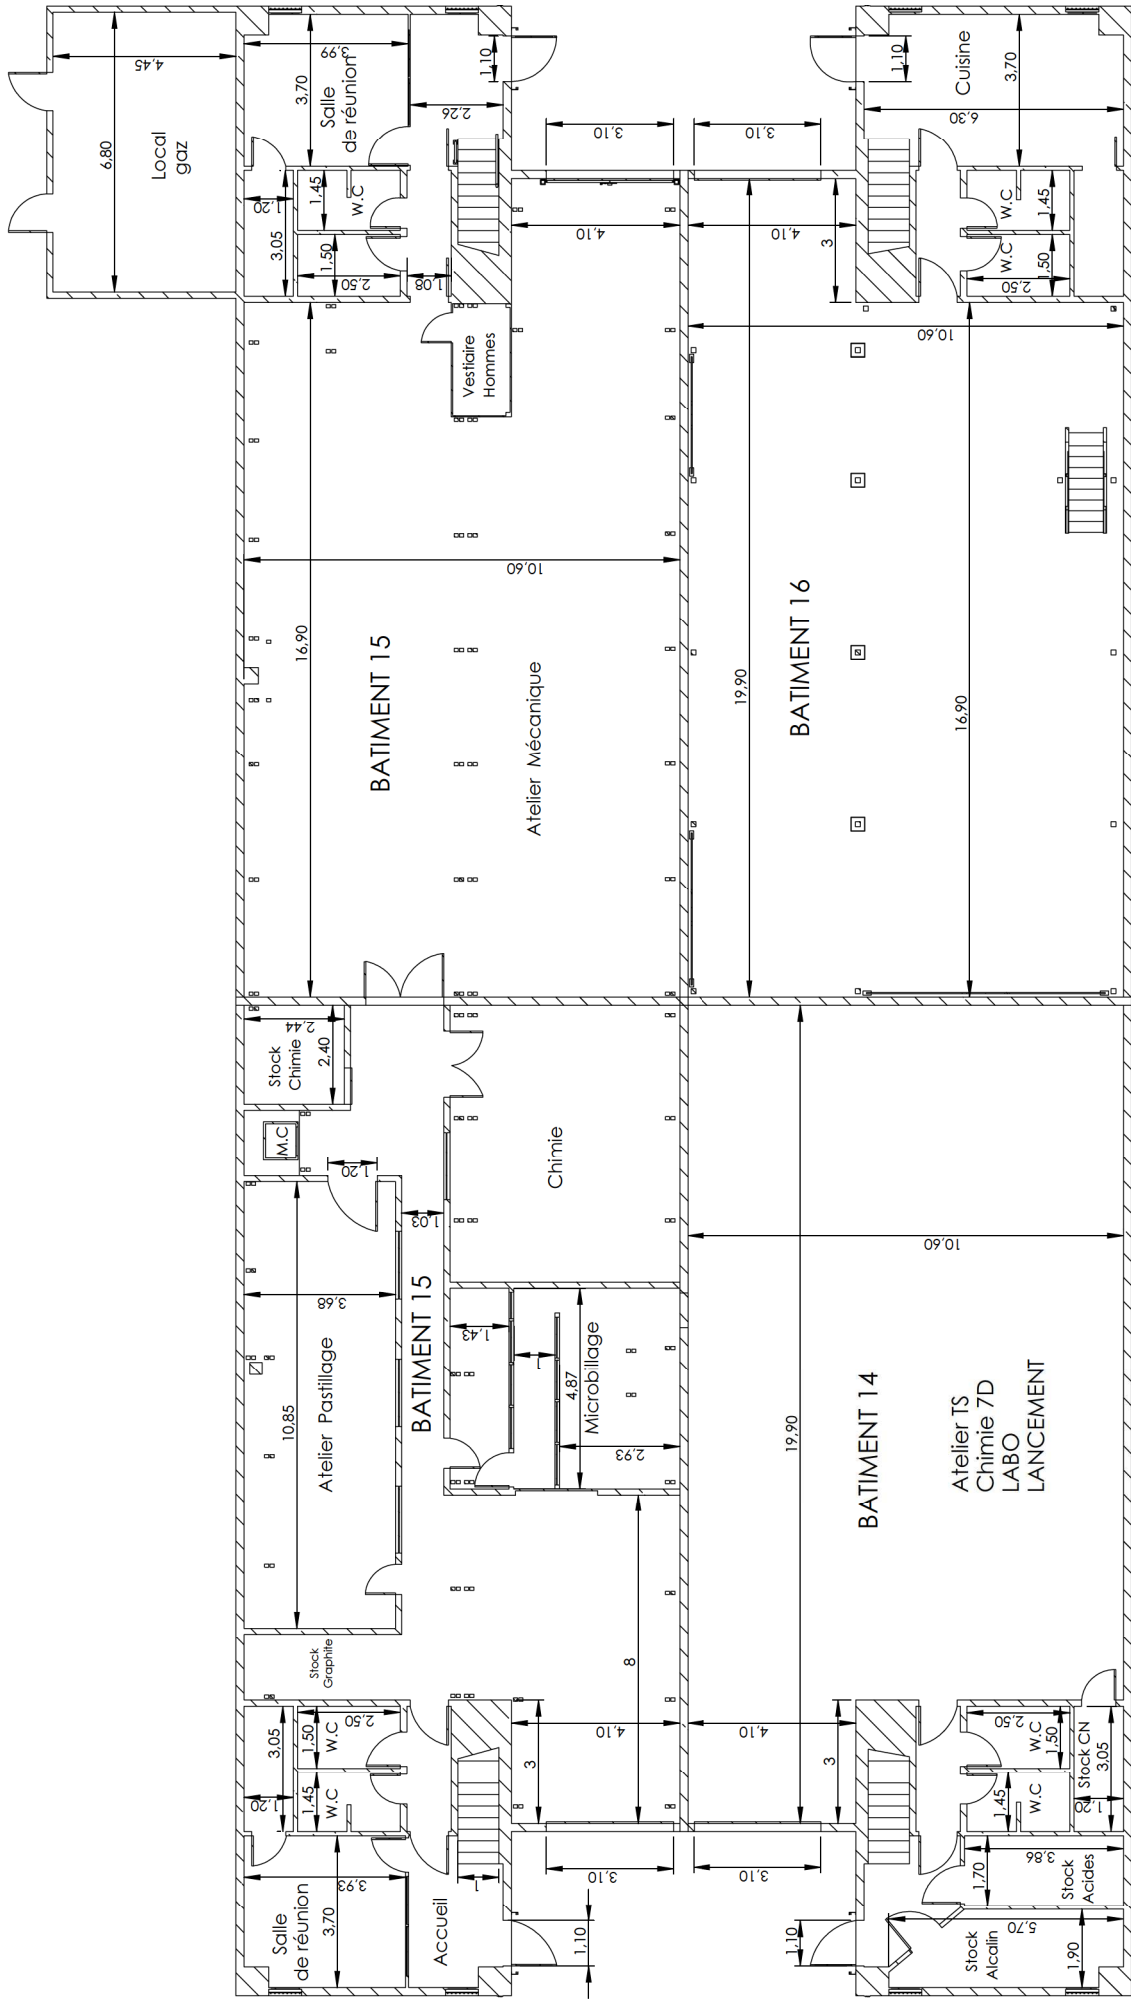 4,45
6,80
Local
gaz
3,99
3,70
Salle
de réunion
2,26
1,10
1,20
3,05
1,45
W.C
1,50
2,50
1,08
3,10
4,10
Vestiaire
Hommes
16,90
10,60
BATIMENT 15
Atelier Mécanique
1,10
Cuisine
3,70
6,30
3,10
4,10
3
W.C
1,45
W.C
1,50
2,50
10,60
19,90
BATIMENT 16
16,90
2,44
Stock
Chimie
2,40
M.C
1,20
1,03
Chimie
10,85
3,68
Atelier Pastillage
BATIMENT 15
1,43
1
4,87
Microbillage
2,93
8
Stock
Graphite
10,60
19,90
BATIMENT 14
Atelier TS
Chimie 7D
LABO
LANCEMENT
3,05
1,50
W.C
2,50
1,20
1,45
W.C
3
4,10
4,10
3
2,50
W.C
1,50
1,45
W.C
Stock CN
3,05
1,20
3,93
Salle
de réunion
3,70
Accueil
1
3,10
1,10
3,10
1,10
1,70
3,86
Stock
Acides
5,70
Stock
Alcalin
1,90